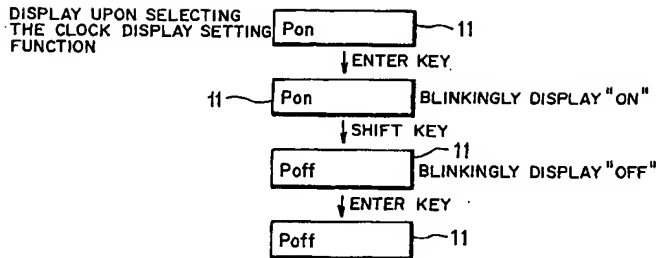 DISPLAY UPON SELECTING
THE CLOCK DISPLAY SETTING
FUNCTION
Pon
11
ENTER KEY
11
Pon
BLINKINGLY DISPLAY "ON"
SHIFT KEY
11
Poff
BLINKINGLY DISPLAY "OFF"
ENTER KEY
Poff
11